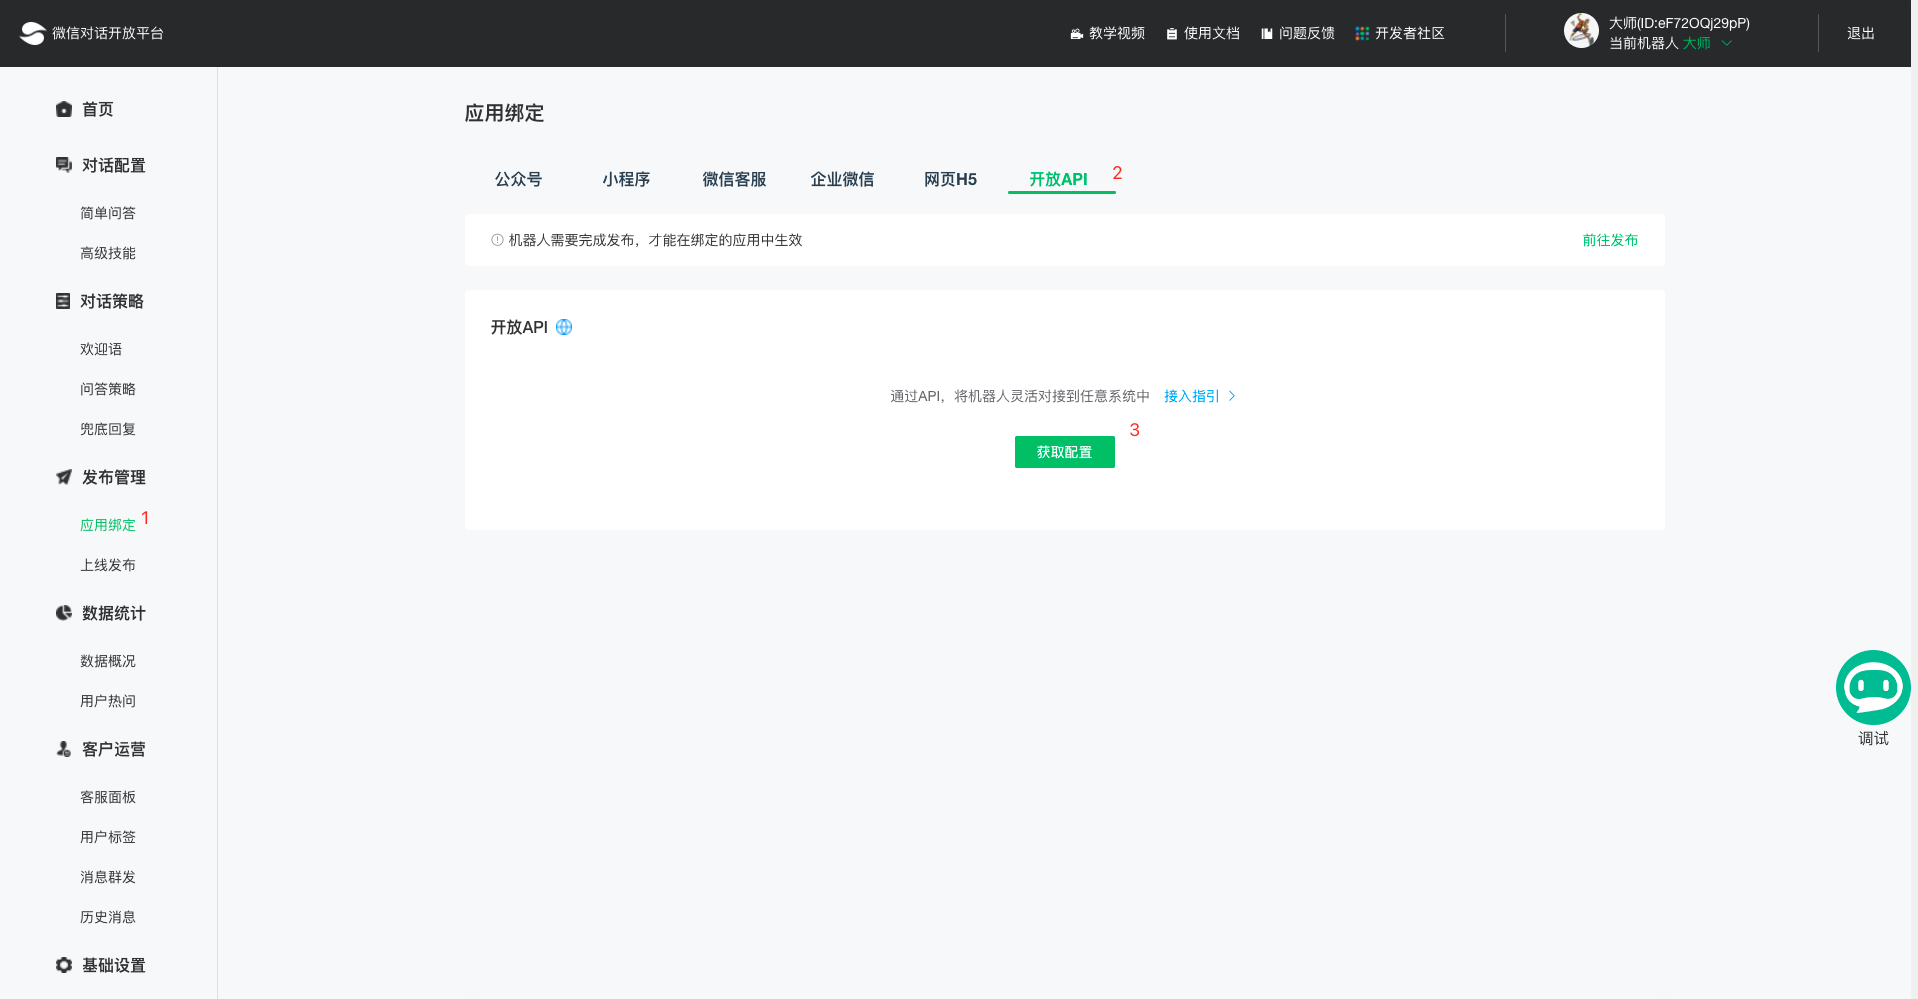 微信对话开放平台
教学视频
使用文档
问题反馈
开发者社区
大师(ID:eF72OQj29pP)
当前机器人 大师
退出
首页
对话配置
简单问答
高级技能
对话策略
欢迎语
问答策略
兜底回复
发布管理
应用绑定 1
上线发布
数据统计
数据概况
用户热问
客户运营
客服面板
用户标签
消息群发
历史消息
基础设置
应用绑定
公众号
小程序
微信客服
企业微信
网页H5
开放API 2
机器人需要完成发布，才能在绑定的应用中生效
前往发布
开放API
通过API，将机器人灵活对接到任意系统中 接入指引
3
获取配置
调试